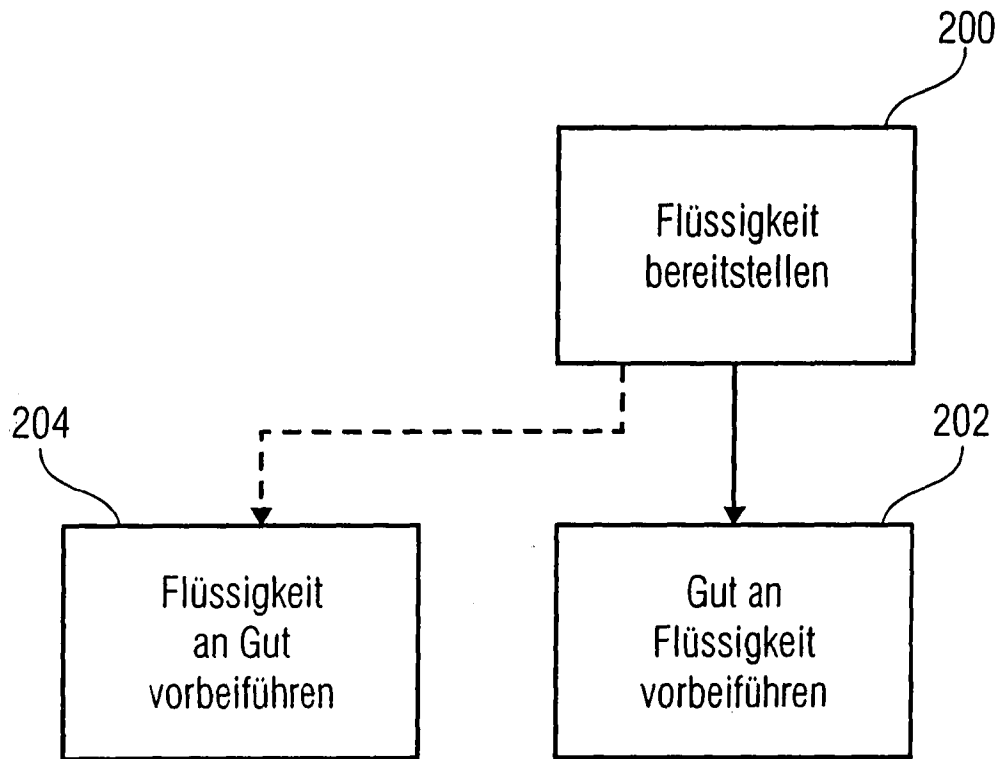 200
Flüssigkeit
bereitstellen
204
202
Flüssigkeit
an Gut
vorbeiführen
Gut an
Flüssigkeit
vorbeiführen